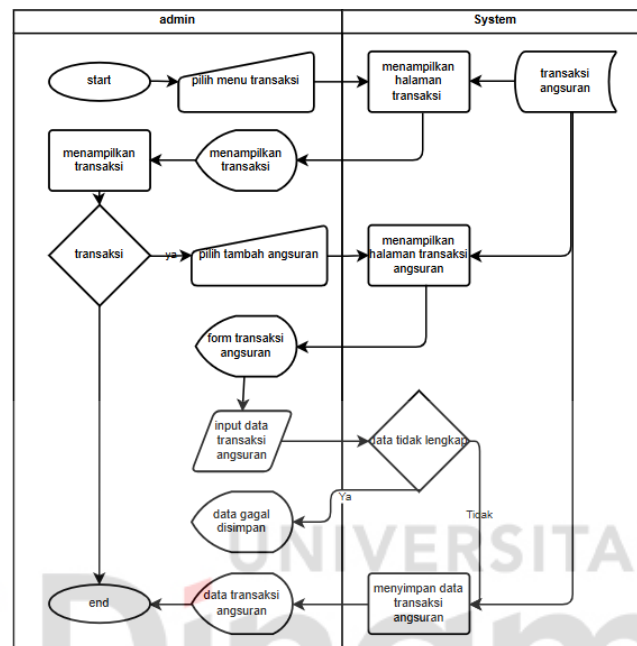 admin
System
start
pilih menu transaksi
menampilkan
halaman
transaksi
transaksi
angsuran
menampilkan
transaksi
menampilkan
transaksi
transaksi
ya
pilih tambah angsuran
menampilkan
halaman transaksi
angsuran
form transaksi
angsuran
input data
transaksi
angsuran
data tidak lengkap
Ya
Tidak
data gagal
disimpan
UNIVERSITA
end
data transaksi
angsuran
menyimpan data
transaksi
angsuran
Dinam